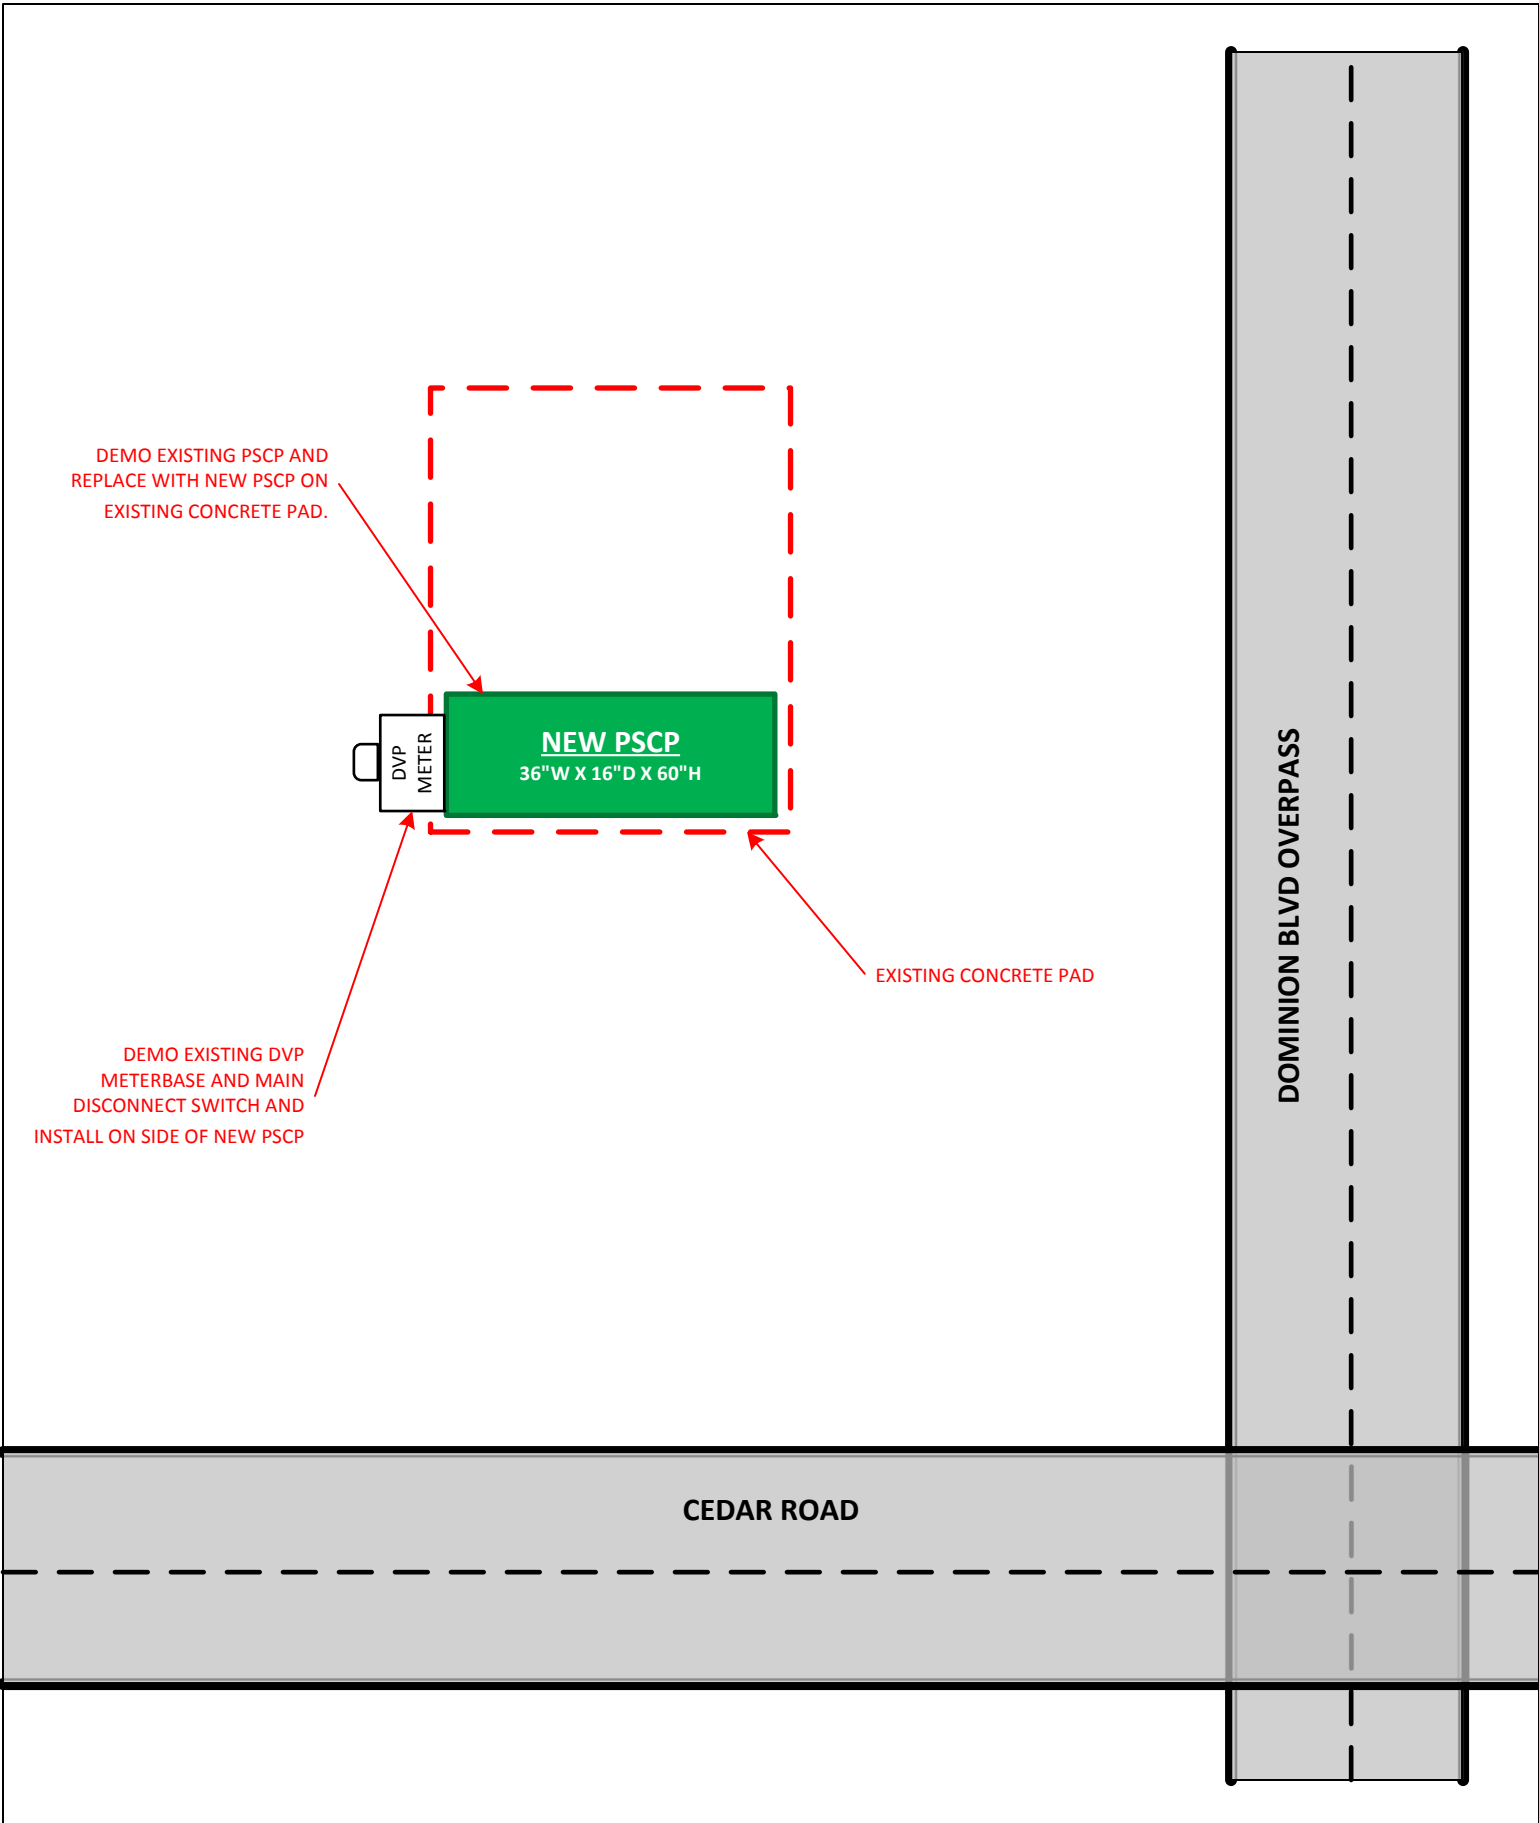 DEMO EXISTING PSCP AND
REPLACE WITH NEW PSCP ON
EXISTING CONCRETE PAD.
DVP
METER
NEW PSCP
36"W X 16"D X 60"H
DOMINION BLVD OVERPASS
EXISTING CONCRETE PAD
DEMO EXISTING DVP
METERBASE AND MAIN
DISCONNECT SWITCH AND
INSTALL ON SIDE OF NEW PSCP
CEDAR ROAD